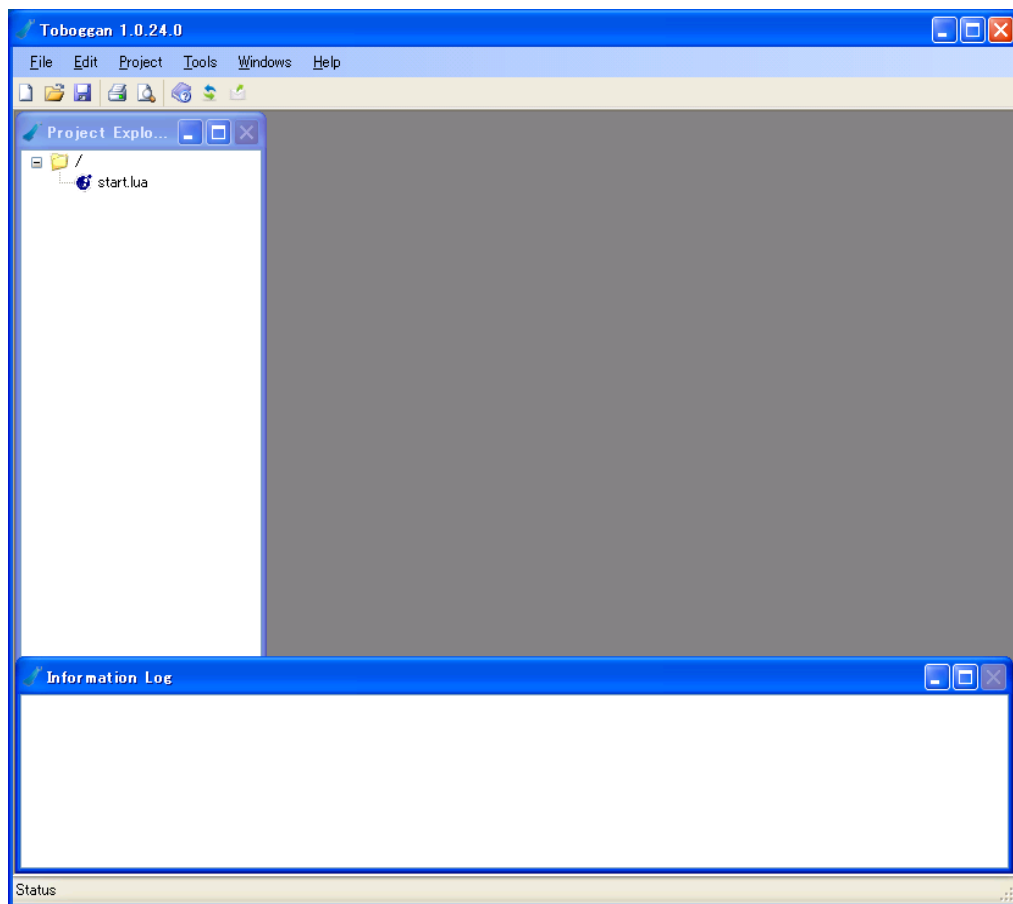 Toboggan 1.0.24.0
File Edit Project Tools Windows Help
Project Explo...
/
start.lua
Information Log
Status